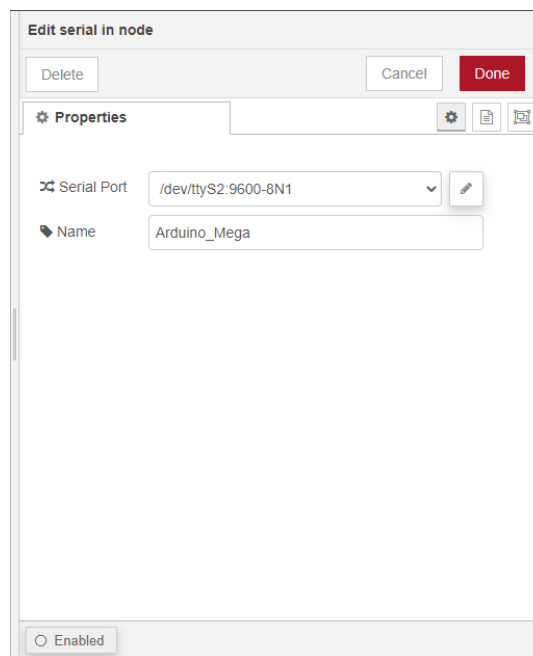 Edit serial in node
Delete
Cancel
Done
Properties
Serial Port
/dev/ttyS2:9600-8N1
Name
Arduino_Mega
Enabled